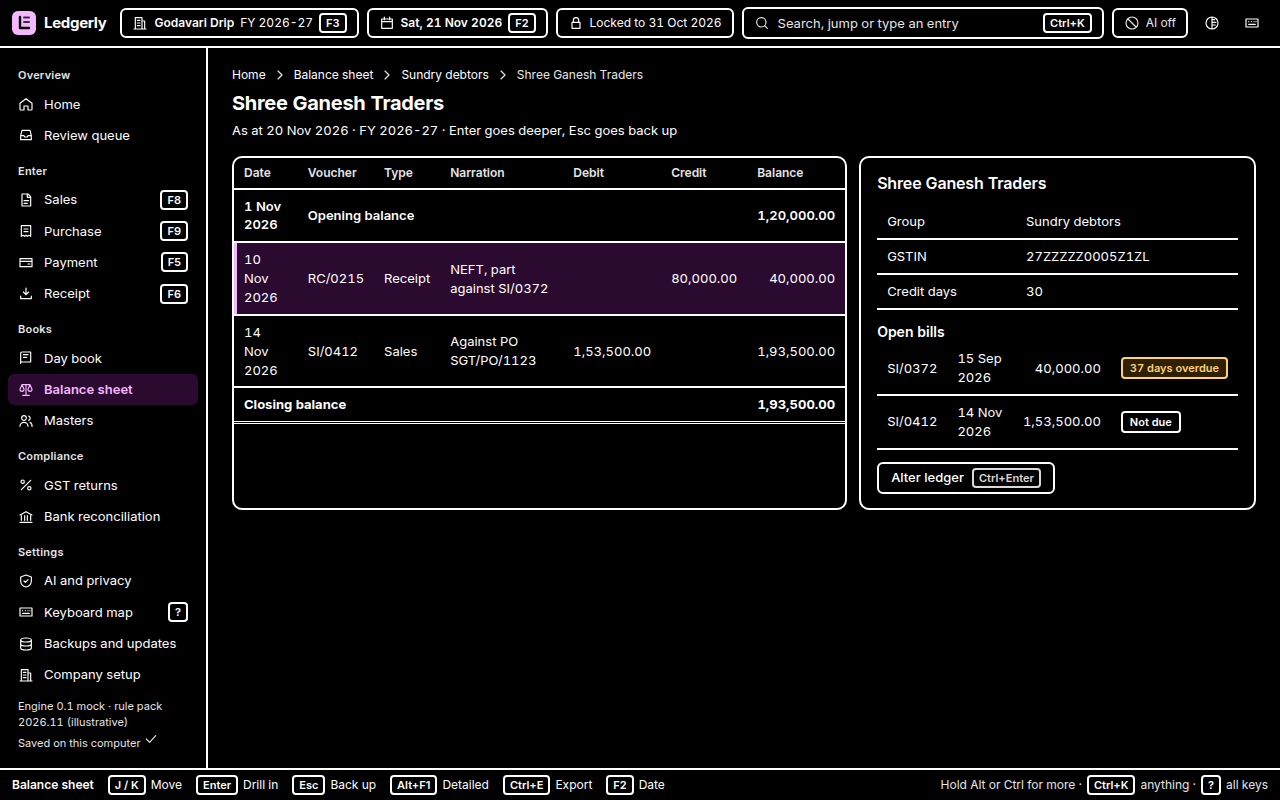 Ledgerly
Godavari Drip FY 2026-27 F3
Sat, 21 Nov 2026 F2
Locked to 31 Oct 2026
Search, jump or type an entry Ctrl+K
AI off
Overview
Home
Review queue
Enter
Sales F8
Purchase F9
Payment F5
Receipt F6
Books
Day book
Balance sheet
Masters
Compliance
GST returns
Bank reconciliation
Settings
AI and privacy
Keyboard map ?
Backups and updates
Company setup
Engine 0.1 mock · rule pack
2026.11 (illustrative)
Saved on this computer
Home > Balance sheet > Sundry debtors > Shree Ganesh Traders
Shree Ganesh Traders
As at 20 Nov 2026 · FY 2026-27 · Enter goes deeper, Esc goes back up
Date Voucher Type Narration Debit Credit Balance
1 Nov
2026 Opening balance 1,20,000.00
10
Nov
2026 RC/0215 Receipt NEFT, part
against SI/0372 80,000.00 40,000.00
14
Nov
2026 SI/0412 Sales Against PO
SGT/PO/1123 1,53,500.00 1,93,500.00
Closing balance 1,93,500.00
Shree Ganesh Traders
Group Sundry debtors
GSTIN 27ZZZZZ0005Z1ZL
Credit days 30
Open bills
SI/0372 15 Sep
2026 40,000.00 37 days overdue
SI/0412 14 Nov
2026 1,53,500.00 Not due
Alter ledger Ctrl+Enter
Balance sheet J / K Move Enter Drill in Esc Back up Alt+F1 Detailed Ctrl+E Export F2 Date
Hold Alt or Ctrl for more · Ctrl+K anything · ? all keys